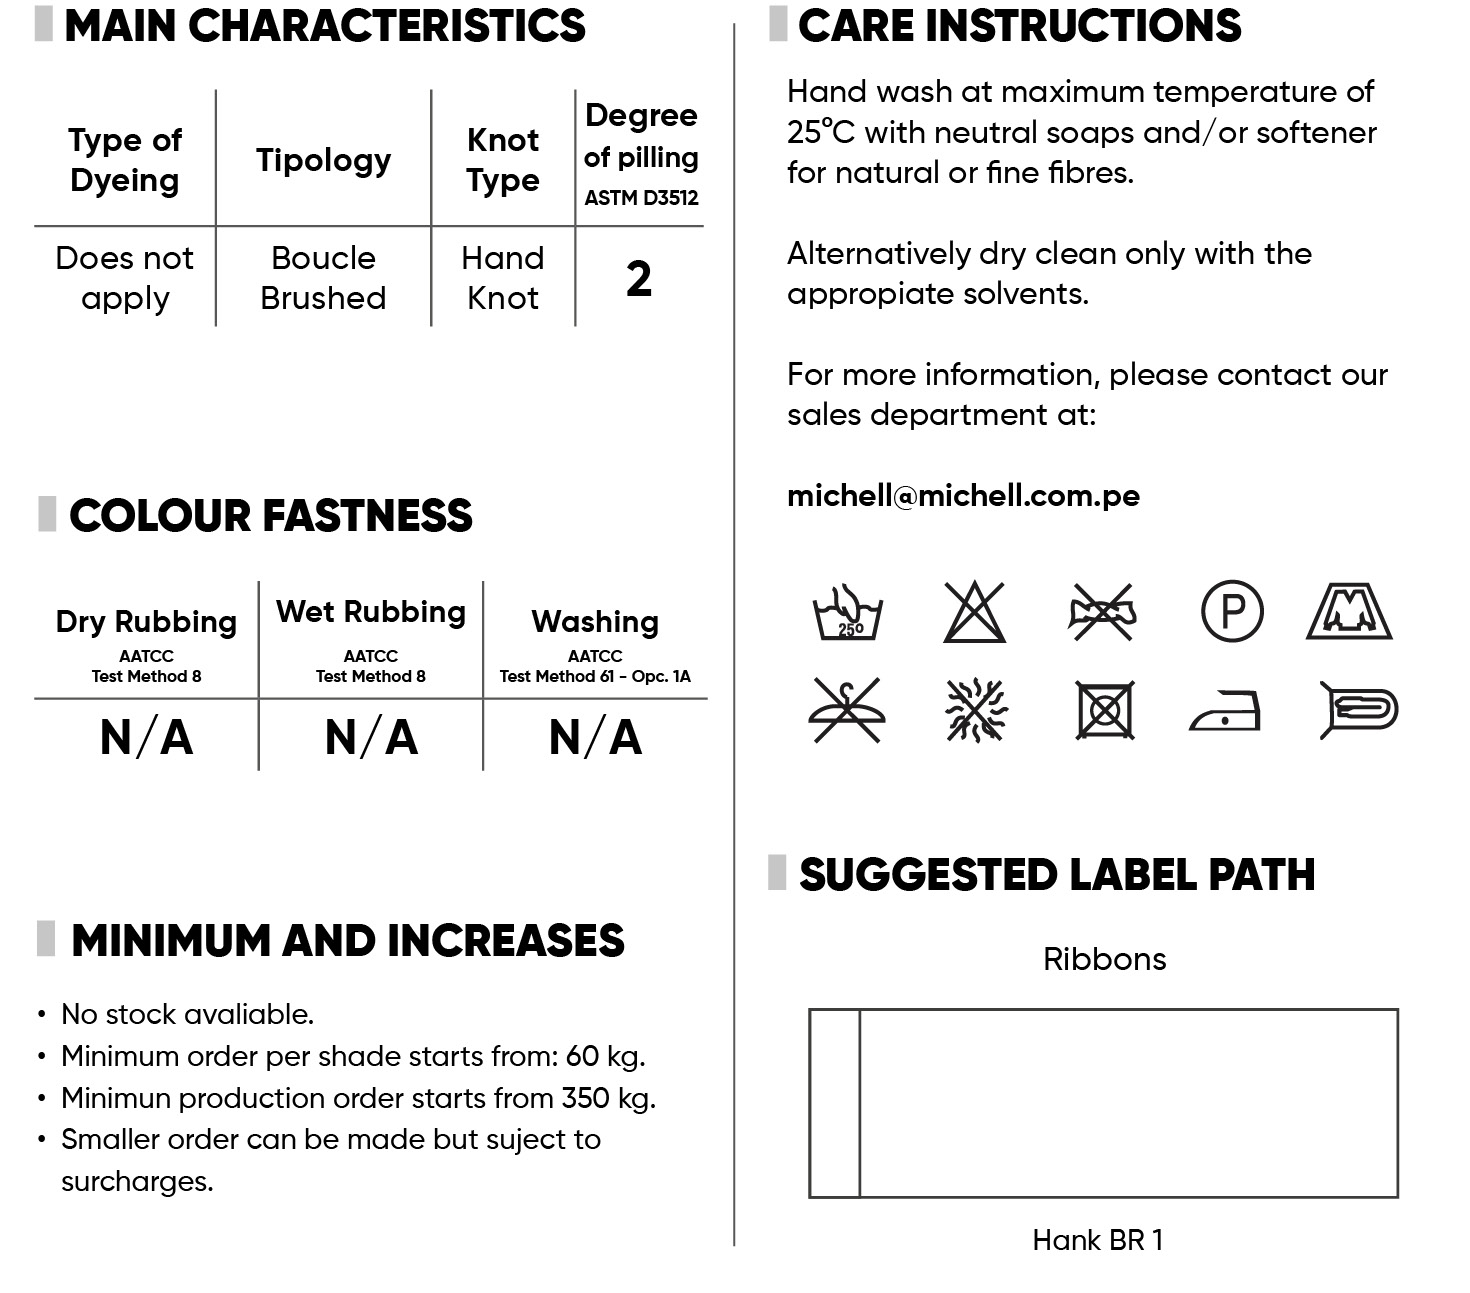 MAIN CHARACTERISTICS
Type of
Dyeing
Tipology
Knot
Type
Degree
of pilling
ASTM D3512
Does not
apply
Boucle
Brushed
Hand
Knot
2
COLOUR FASTNESS
Dry Rubbing
AATCC
Test Method 8
Wet Rubbing
AATCC
Test Method 8
Washing
AATCC
Test Method 61 - Opc. 1A
N/A
N/A
N/A
MINIMUM AND INCREASES
• No stock avaliable.
• Minimum order per shade starts from: 60 kg.
• Minimun production order starts from 350 kg.
• Smaller order can be made but suject to
surcharges.
CARE INSTRUCTIONS
Hand wash at maximum temperature of
25°C with neutral soaps and/or softener
for natural or fine fibres.
Alternatively dry clean only with the
appropiate solvents.
For more information, please contact our
sales department at:
michell@michell.com.pe
25º
P
SUGGESTED LABEL PATH
Ribbons
Hank BR 1